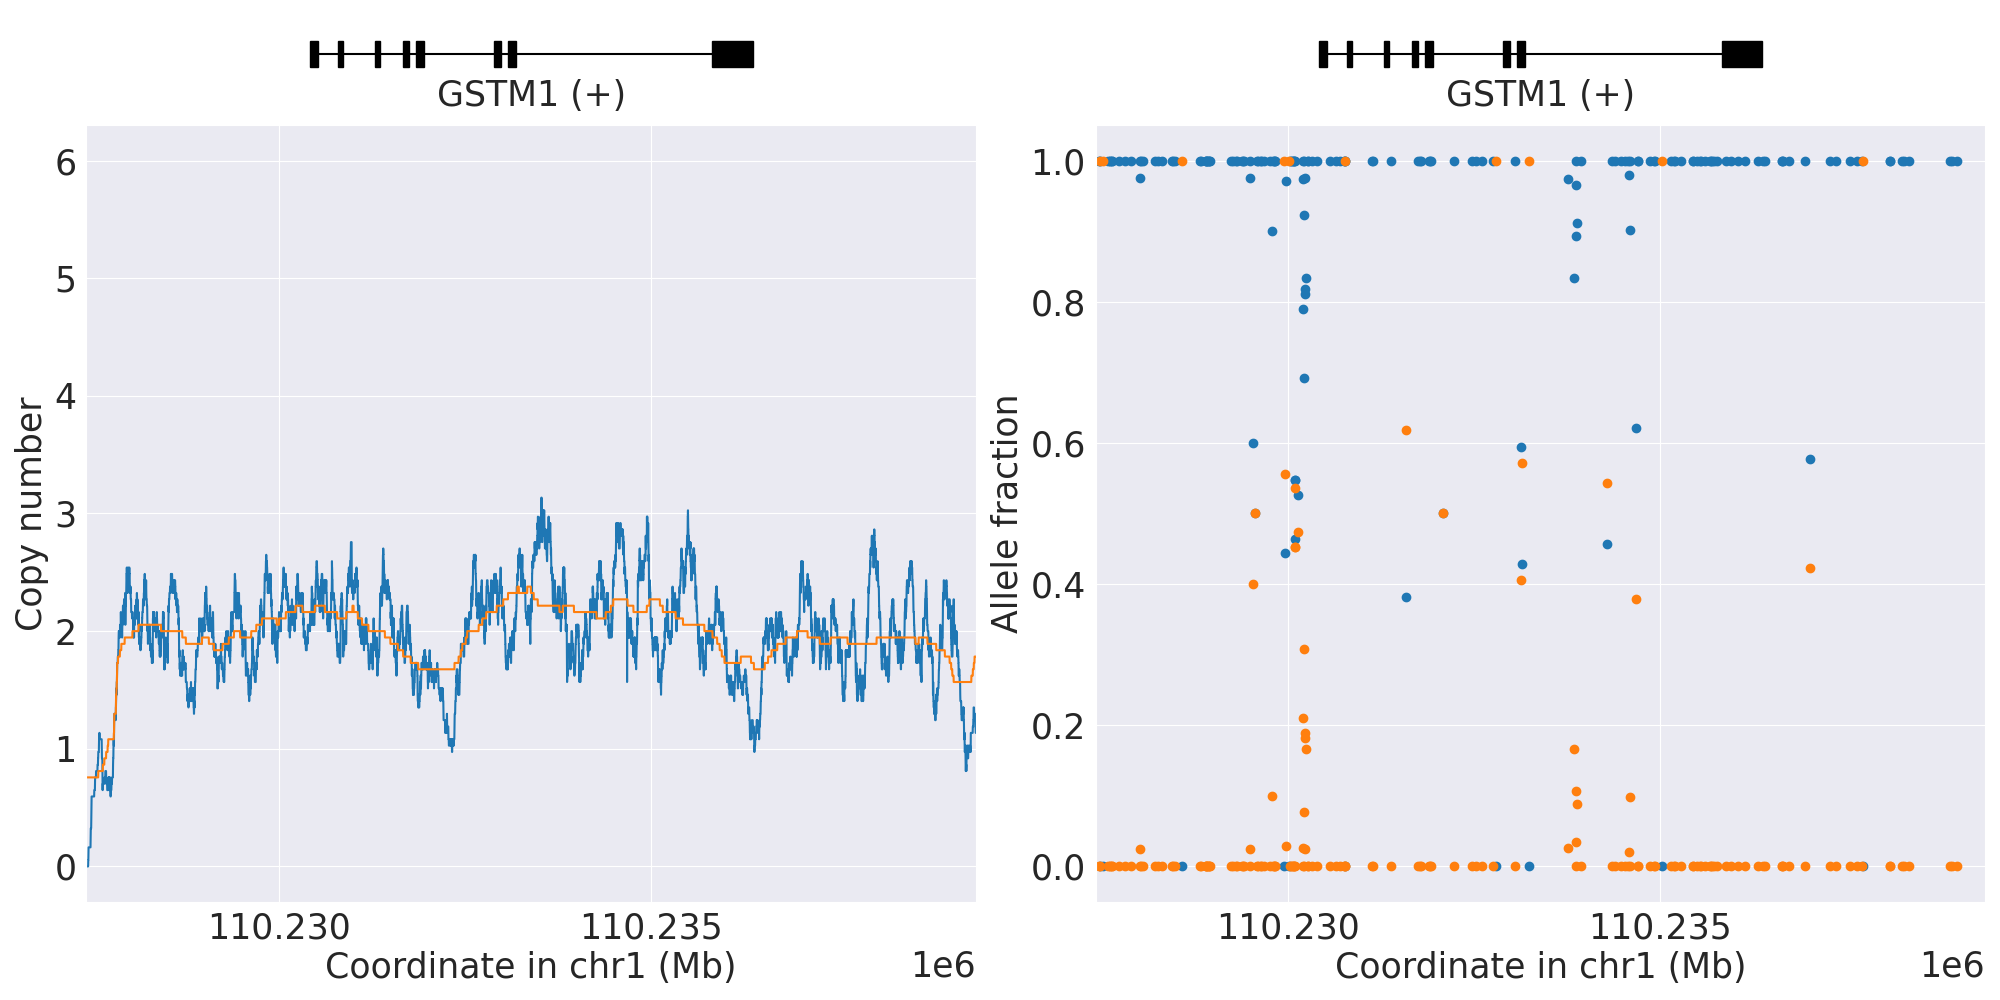 GSTM1 (+)
6
5
4
3
2
1
0
Copy number
110.230
110.235
Coordinate in chr1 (Mb)
1e6
GSTM1 (+)
1.0
0.8
0.6
0.4
0.2
0.0
Allele fraction
110.230
110.235
Coordinate in chr1 (Mb)
1e6